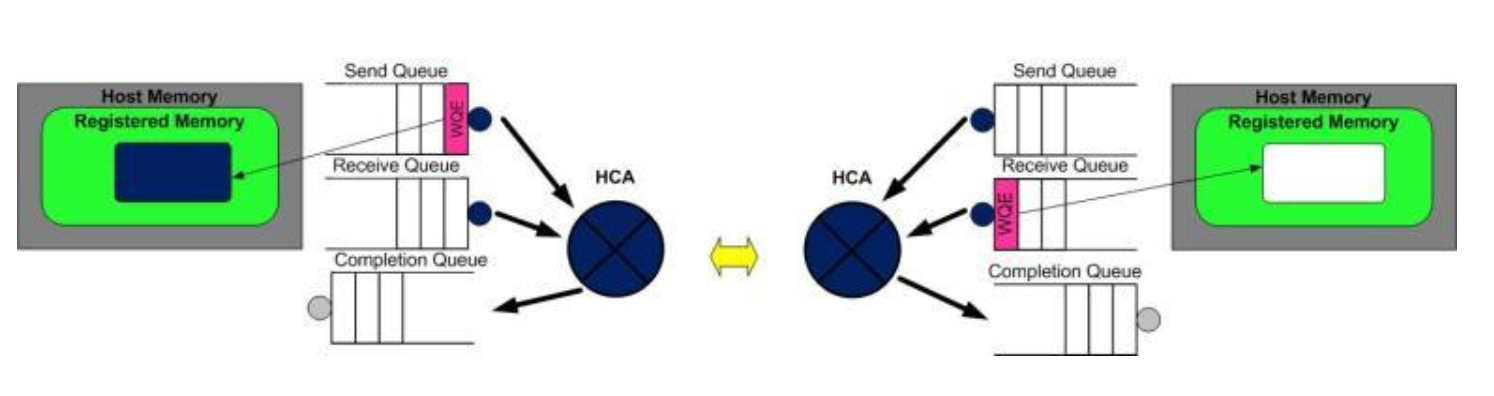 Send Queue
Host Memory
Registered Memory
WQE
Receive Queue
HCA
Completion Queue
Send Queue
Host Memory
Registered Memory
Receive Queue
HCA
WQE
Completion Queue